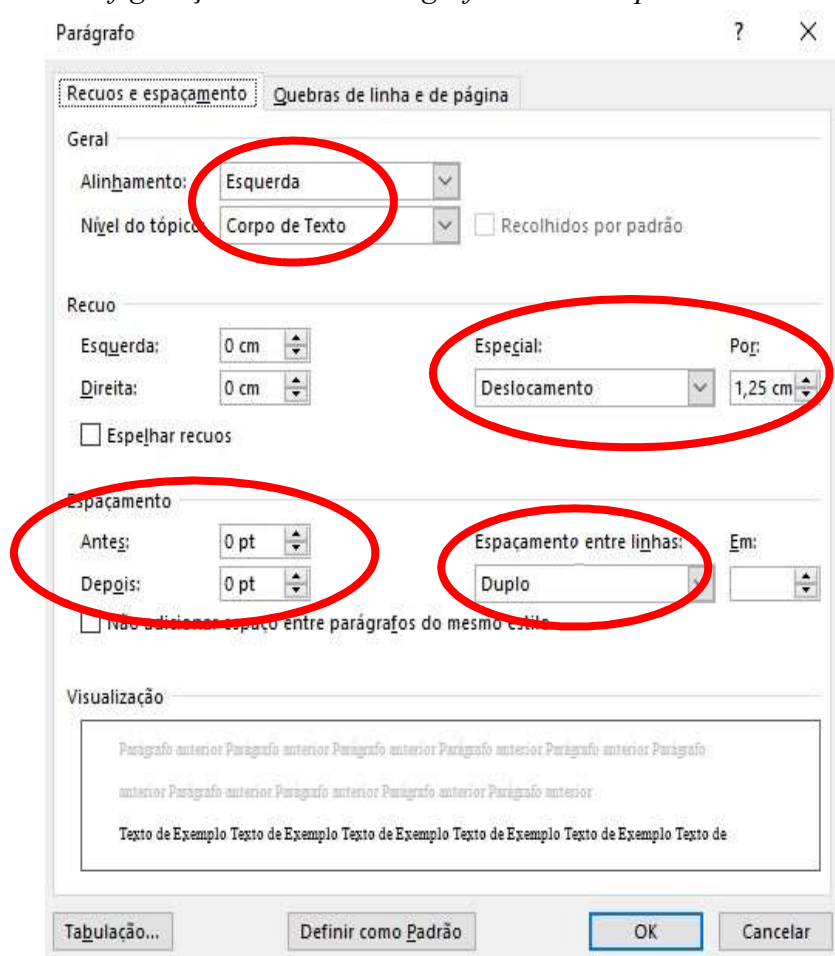 Parágrafo ? X
Recuos e espaçamento Quebras de linha e de página
Geral
Alinhamento: Esquerda
Nível do tópico: Corpo de Texto Recolhidos por padrão
Recuo
Esquerda: 0 cm Especial: Por:
Direita: 0 cm Deslocamento 1,25 cm
Espelhar recuos
Espaçamento
Antes: 0 pt Espaçamento entre linhas: Em:
Depois: 0 pt Duplo
Não adicionar espaço entre parágrafos do mesmo estilo
Visualização
Parágrafo anterior Parágrafo anterior Parágrafo anterior Parágrafo anterior Parágrafo anterior Parágrafo
anterior Parágrafo anterior Parágrafo anterior Parágrafo anterior Parágrafo anterior
Texto de Exemplo Texto de Exemplo Texto de Exemplo Texto de Exemplo Texto de Exemplo Texto de
Tabulação... Definir como Padrão OK Cancelar